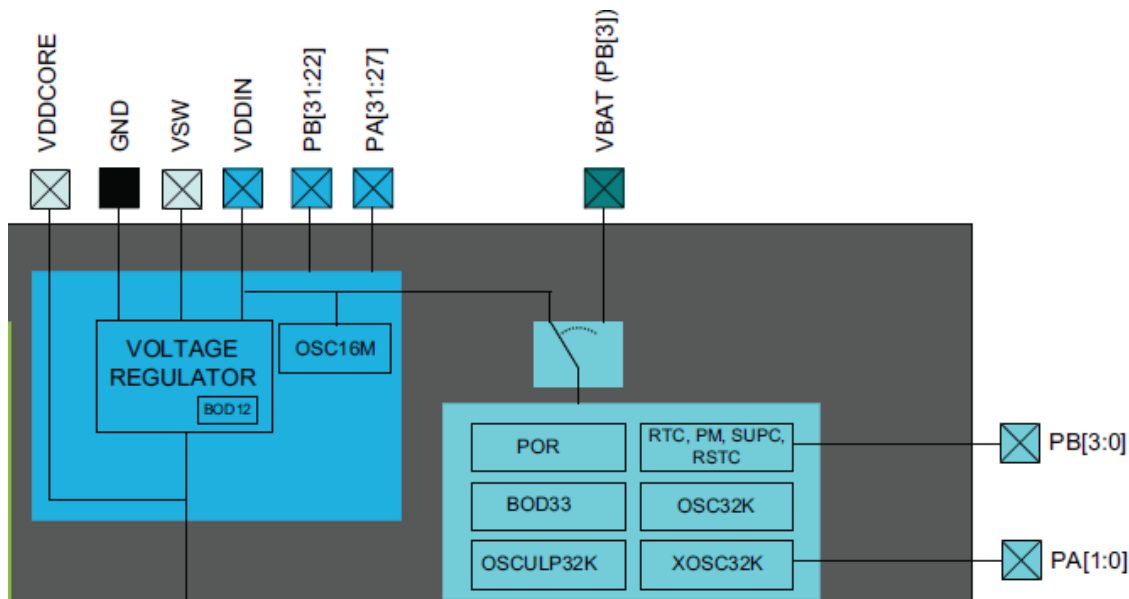 VDDCORE
GND
VSW
VDDIN
PB[31:22]
PA[31:27]
VBAT (PB[3])
VOLTAGE
REGULATOR
BOD12
OSC16M
POR
RTC, PM, SUPC,
RSTC
PB[3:0]
BOD33
OSC32K
OSCULP32K
XOSC32K
PA[1:0]